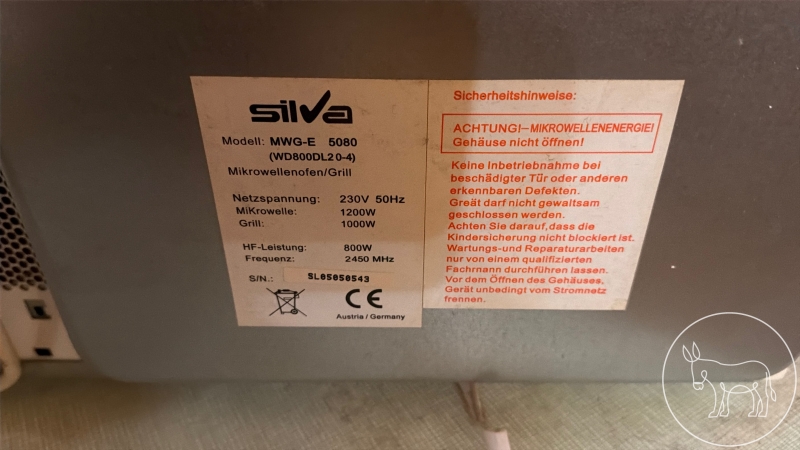 silva
Modell: MWG-E 5080
(WD800DL20-4)
Mikrowellenofen/Grill
Netzspannung: 230V 50Hz
MiKrowelle: 1200W
Grill: 1000W
HF-Leistung: 800W
Frequenz: 2450 MHz
S/N.: SL05050543
CE
Austria / Germany
Sicherheitshinweise:
ACHTUNG!-MIKROWELLENENERGIE!
Gehäuse nicht öffnen!
Keine Inbetriebnahme bei
beschädigter Tür oder anderen
erkennbaren Defekten.
Greät darf nicht gewaltsam
geschlossen werden.
Achten Sie darauf,dass die
Kindersicherung nicht blockiert ist.
Wartungs-und Reparaturarbeiten
nur von einem qualifizierten
Fachmann durchführen lassen.
Vor dem Öffnen des Gehäuses,
Gerät unbedingt vom Stromnetz
frennen.